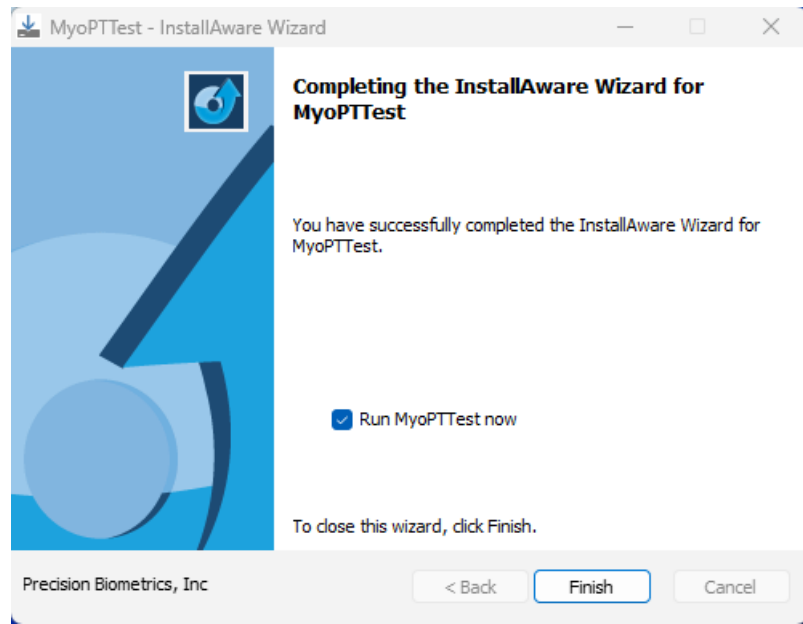 MyoPTTest - InstallAware Wizard
Completing the InstallAware Wizard for
MyoPTTest
You have successfully completed the InstallAware Wizard for
MyoPTTest.
Run MyoPTTest now
To close this wizard, click Finish.
Precision Biometrics, Inc
< Back
Finish
Cancel